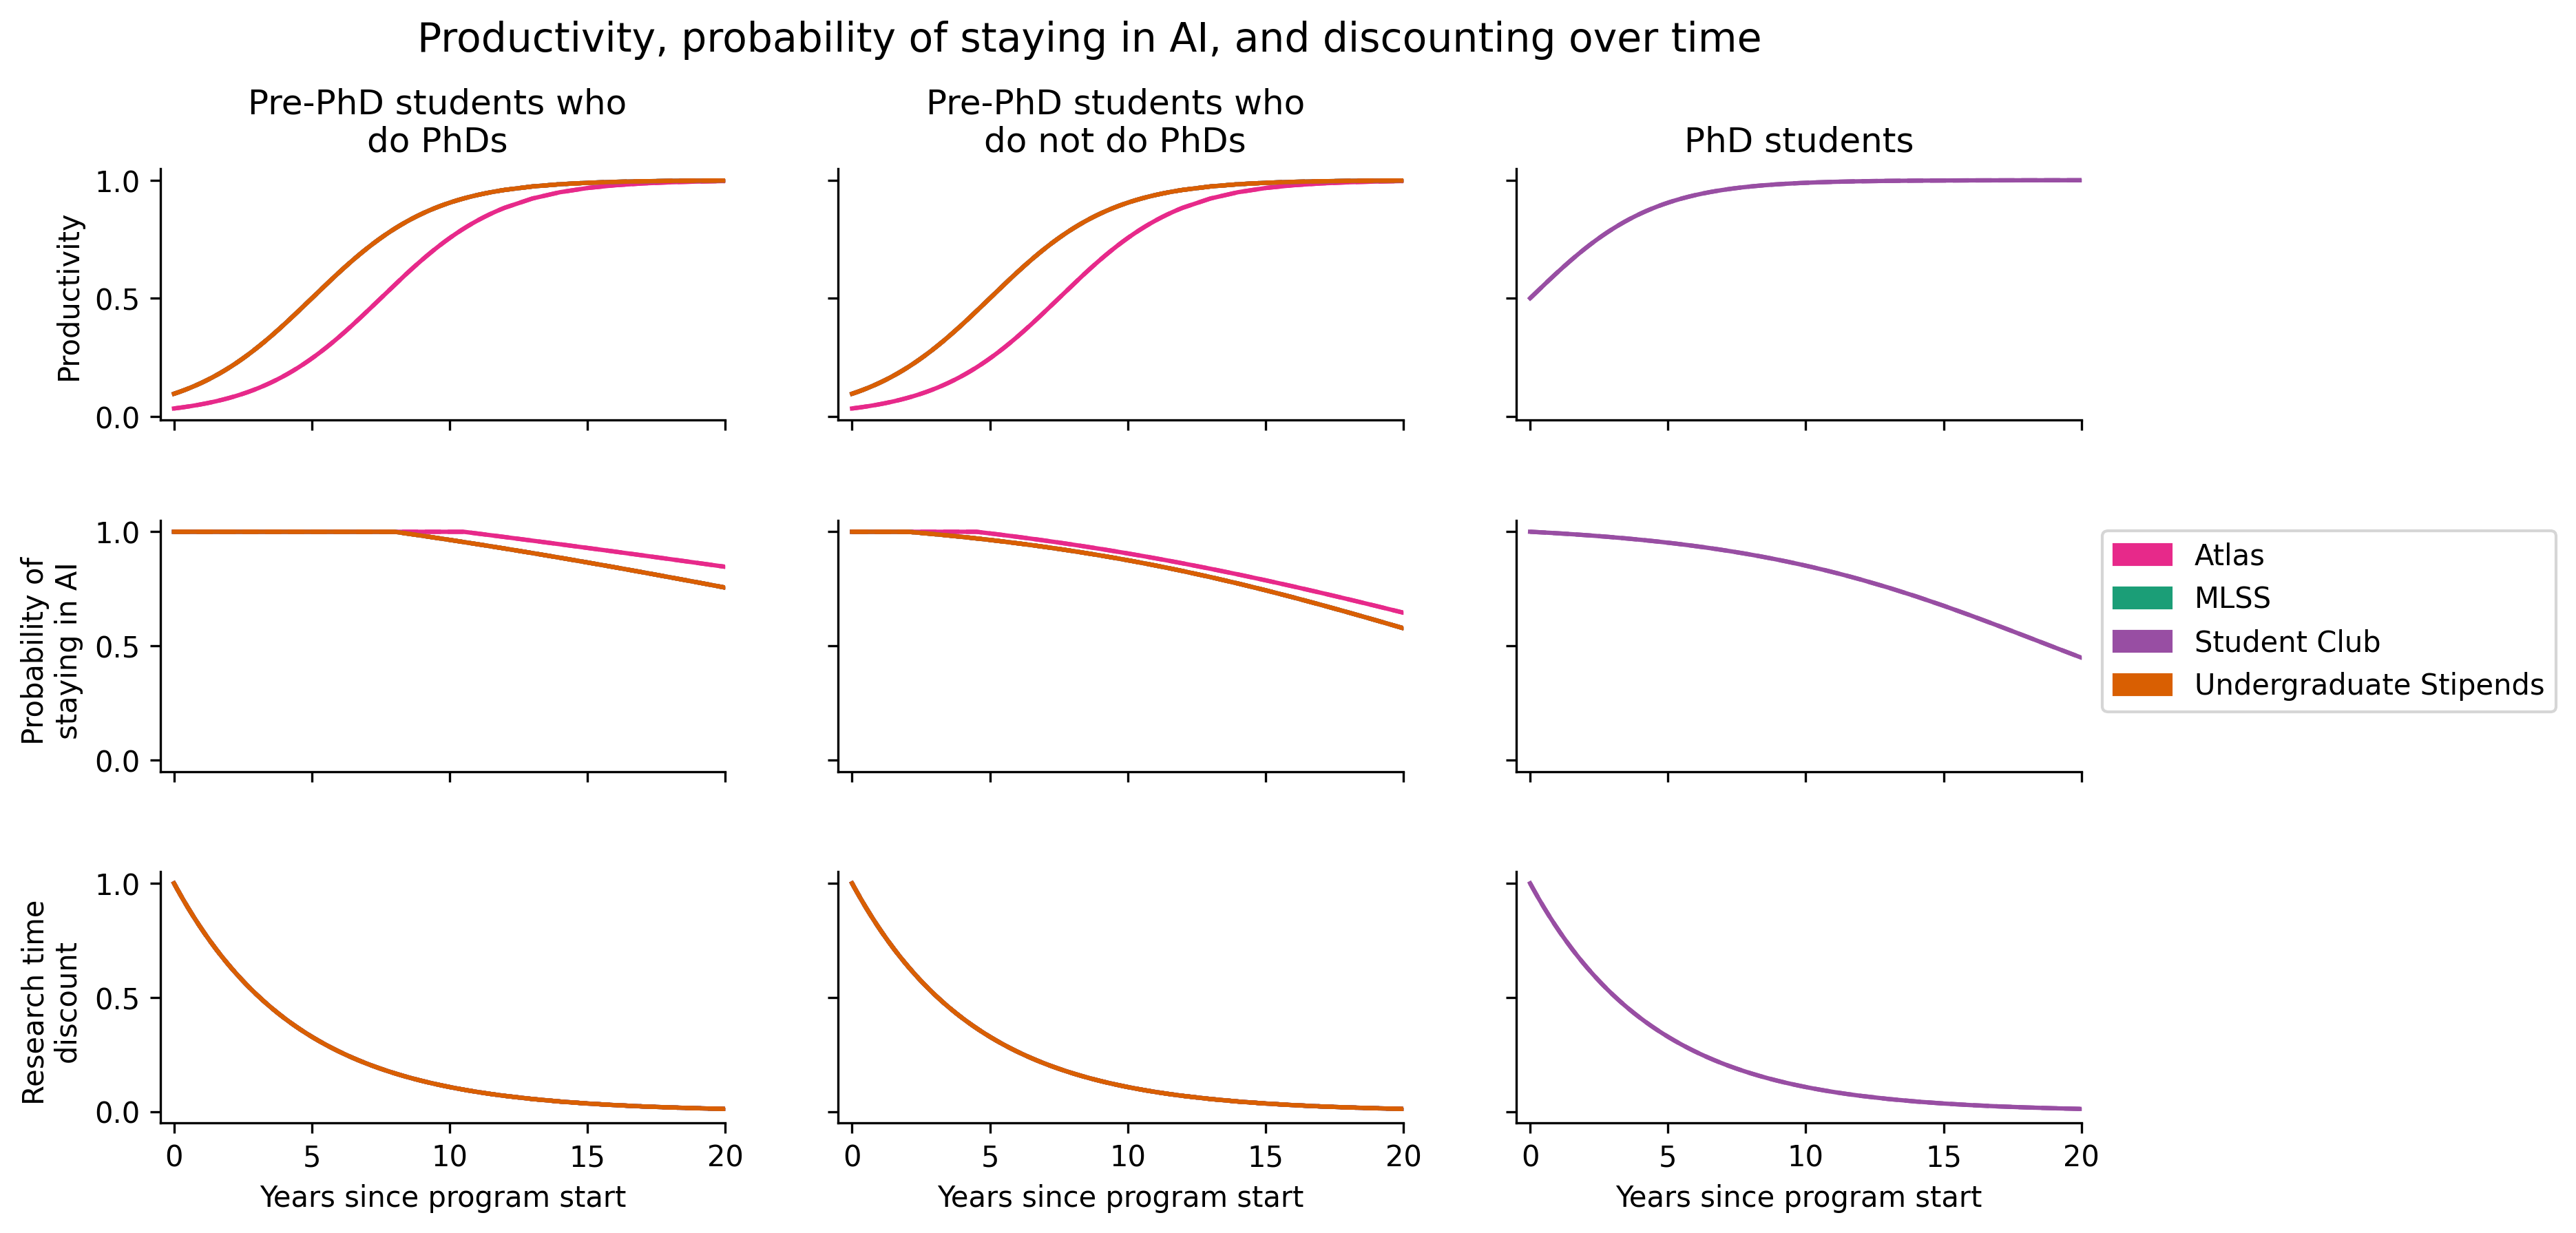 Productivity, probability of staying in AI, and discounting over time
Pre-PhD students who
do PhDs
Pre-PhD students who
do not do PhDs
PhD students
Productivity
1.0
0.5
0.0
Probability of
staying in AI
1.0
0.5
0.0
Atlas
MLSS
Student Club
Undergraduate Stipends
Research time
discount
1.0
0.5
0.0
0 5 10 15 20
0 5 10 15 20
0 5 10 15 20
Years since program start
Years since program start
Years since program start